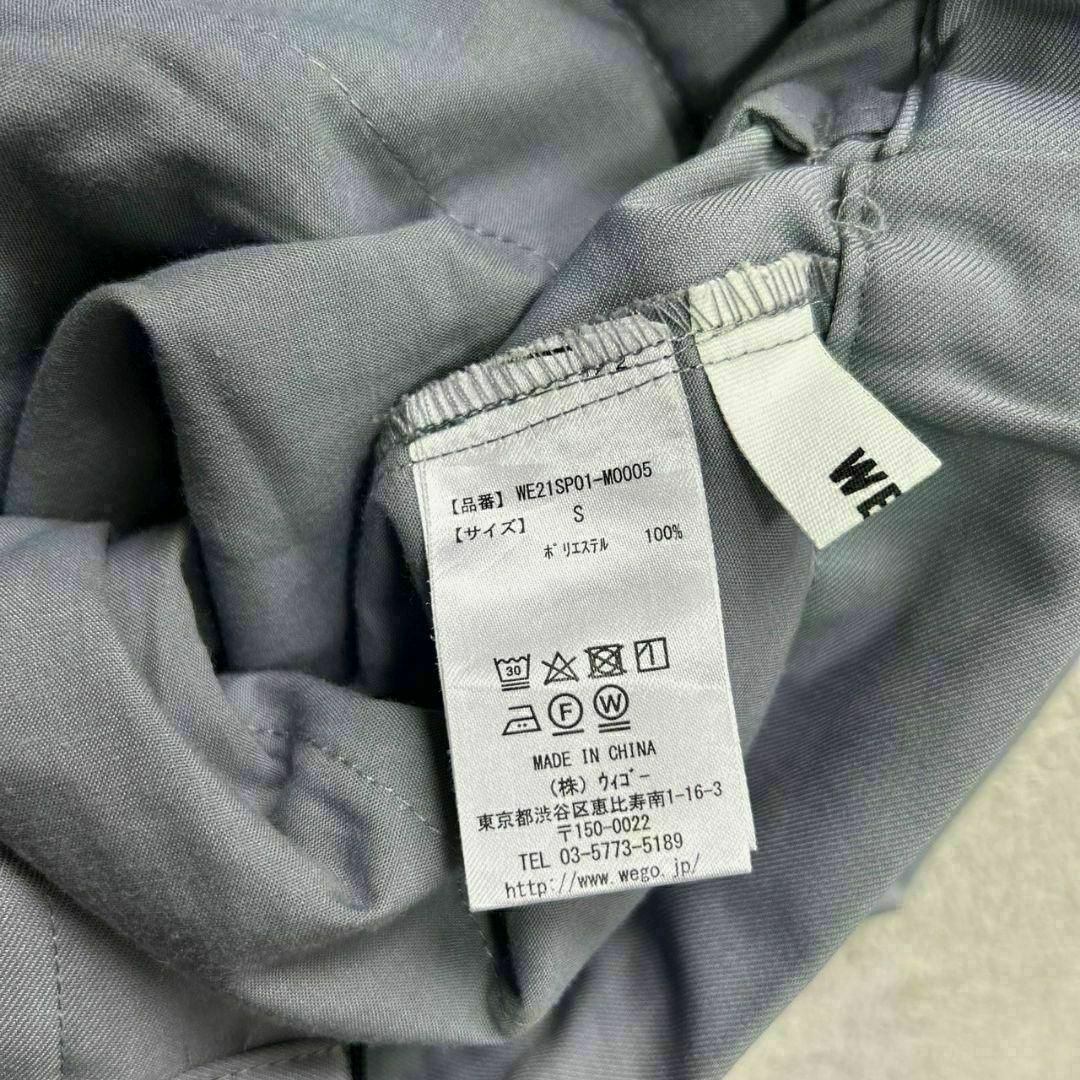 【品番】 WE21SP01-M0005
【サイズ】 S
ポリエステル 100%
30
F W
MADE IN CHINA
(株) ウィゴー
東京都渋谷区恵比寿南1-16-3
〒150-0022
TEL 03-5773-5189
http://www.wego.jp/
WE